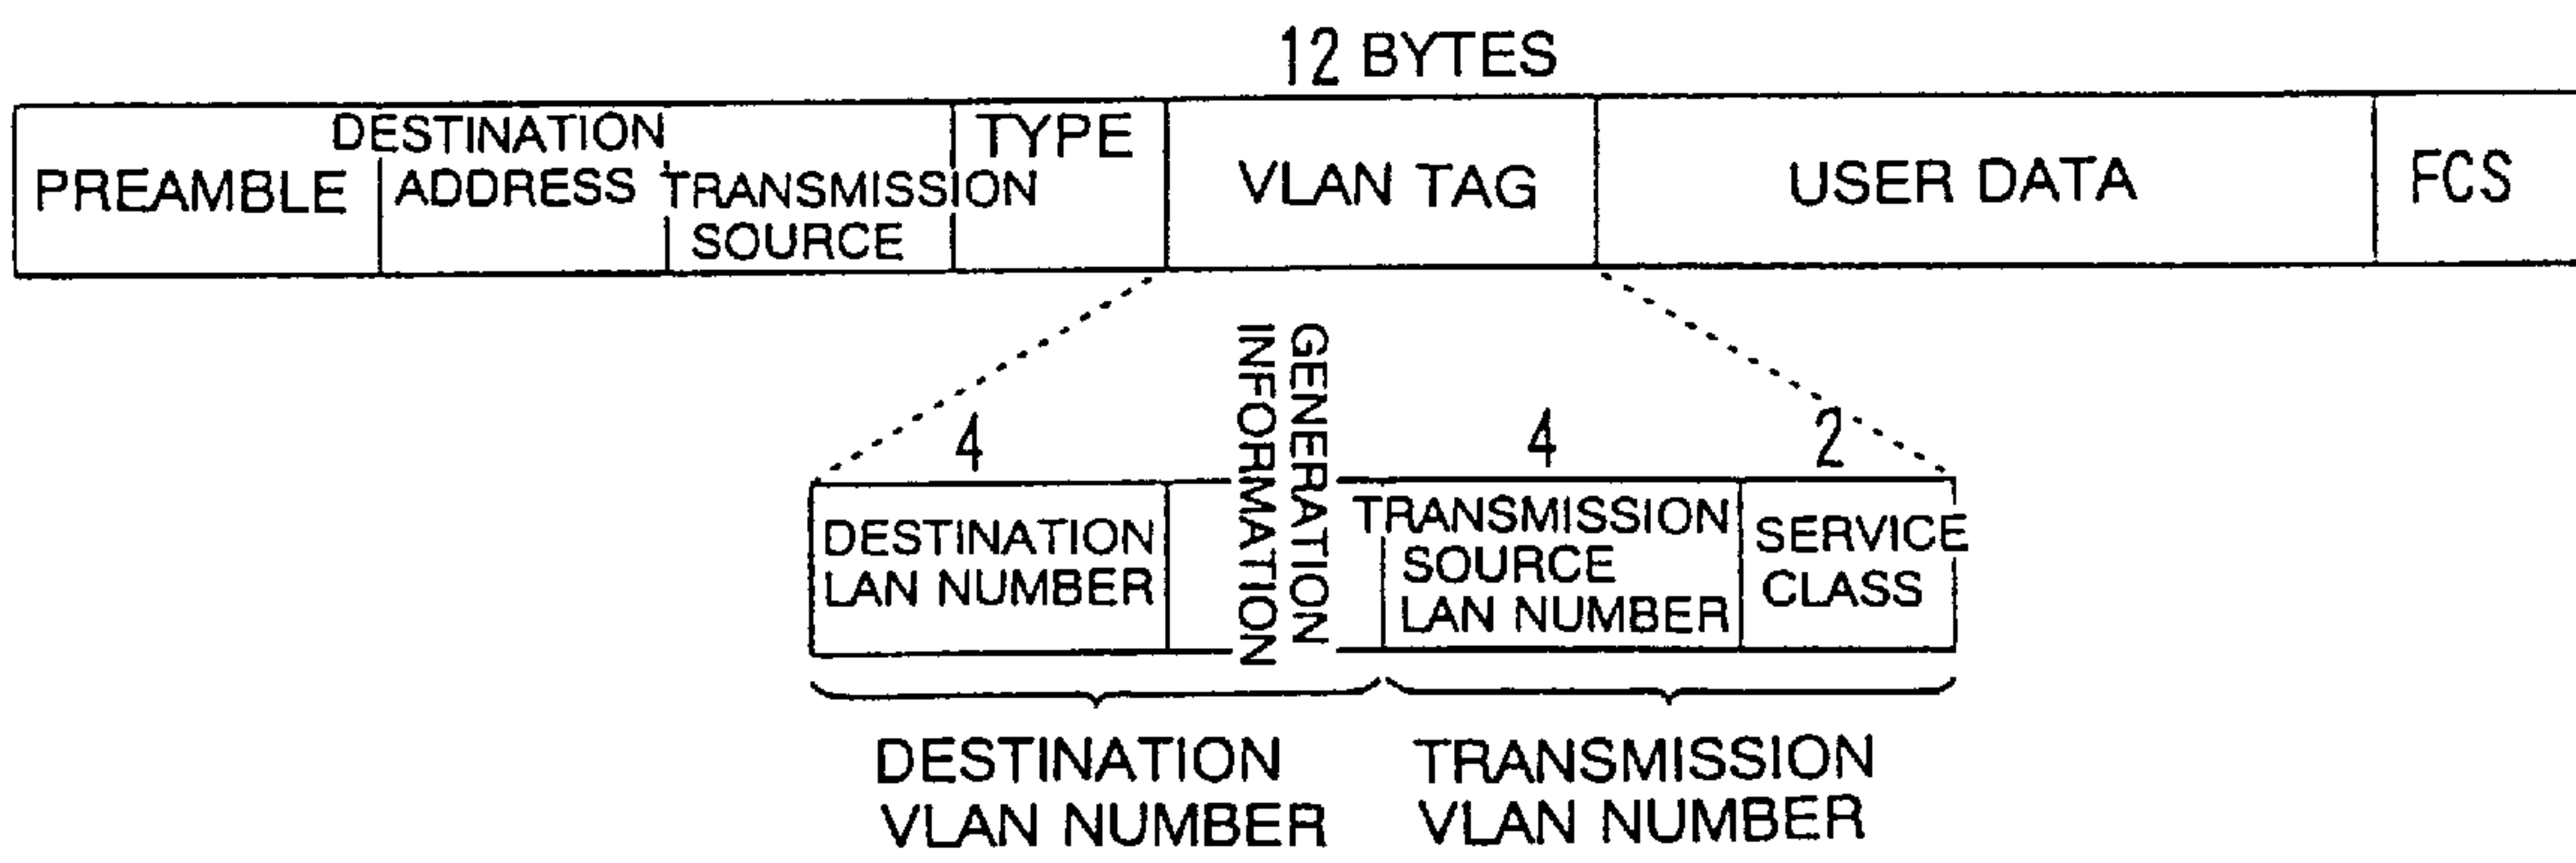 12 BYTES
PREAMBLE
DESTINATION
ADDRESS
TRANSMISSION
SOURCE
TYPE
VLAN TAG
USER DATA
FCS
4
GENERATION
INFORMATION
4
2
DESTINATION
LAN NUMBER
TRANSMISSION
SOURCE
LAN NUMBER
SERVICE
CLASS
DESTINATION
VLAN NUMBER
TRANSMISSION
VLAN NUMBER